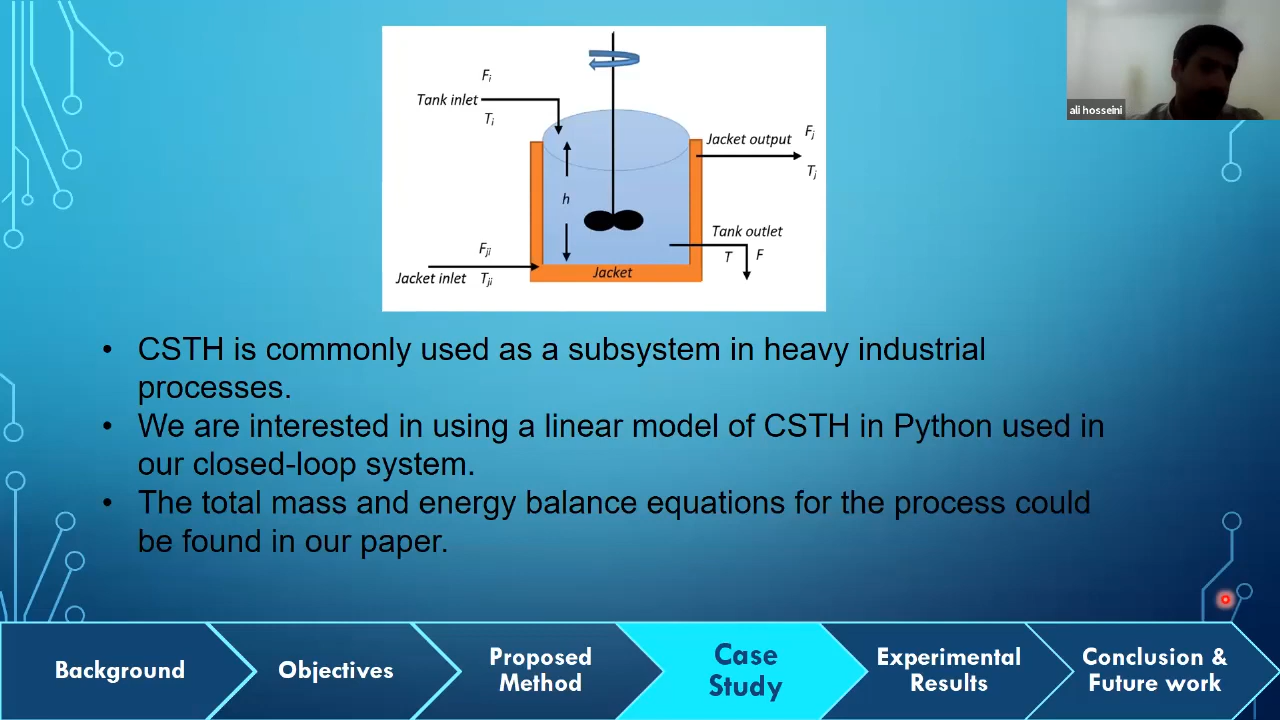 Fi
Tank inlet
Ti
h
Fji
Jacket inlet Tji
Jacket
Jacket output Fj
Tj
Tank outlet
T F
ali hosseini
• CSTH is commonly used as a subsystem in heavy industrial
processes.
• We are interested in using a linear model of CSTH in Python used in
our closed-loop system.
• The total mass and energy balance equations for the process could
be found in our paper.
Background
Objectives
Proposed
Method
Case
Study
Experimental
Results
Conclusion &
Future work